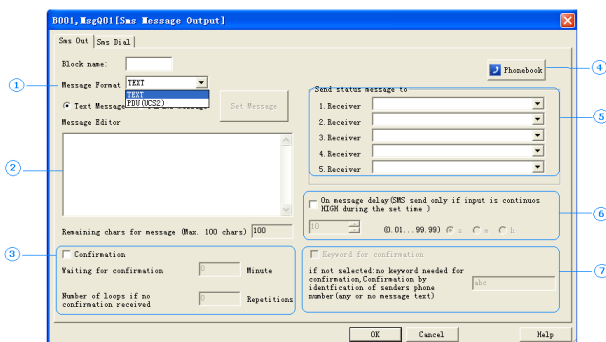 B001,MsgQ01[Sms Message Output]
Sms Out
Sms Dial
Block name:
Phonebook
4
1
Message Format
TEXT
TEXT
PDU(UCS2)
Text Message
Set Message
Message Editor
Send status message to
1.Receiver
2.Receiver
3.Receiver
4.Receiver
5.Receiver
5
2
On message delay(SMS send only if input is continuos
HIGH during the set time )
10
(0.01...99.99)
s
m
h
6
Remaining chars for message (Max. 100 chars)
100
3
Confirmation
Waiting for confirmation
0
Minute
Number of loops if no
confirmation received
0
Repetitions
Keyword for confirmation
if not selected:no keyword needed for
confirmation,Confirmation by
identfication of senders phone
number(any or no message text)
abc
7
OK
Cancel
Help